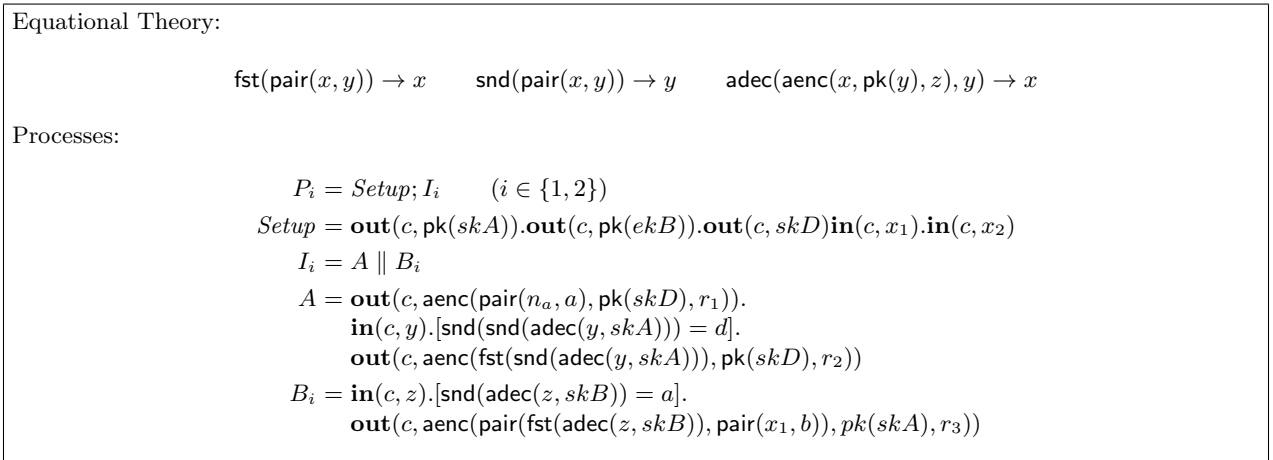 Equational Theory:
fst(pair(x, y)) → x snd(pair(x, y)) → y adec(aenc(x, pk(y), z), y) → x
Processes:
P_i = Setup; I_i (i ∈ {1, 2})
Setup = out(c, pk(skA)).out(c, pk(ekB)).out(c, skD)in(c, x_1).in(c, x_2)
I_i = A ∥ B_i
A = out(c, aenc(pair(n_a, a), pk(skD), r_1)).
in(c, y).[snd(snd(adec(y, skA))) = d].
out(c, aenc(fst(snd(adec(y, skA))), pk(skD), r_2))
B_i = in(c, z).[snd(adec(z, skB)) = a].
out(c, aenc(pair(fst(adec(z, skB)), pair(x_1, b)), pk(skA), r_3))